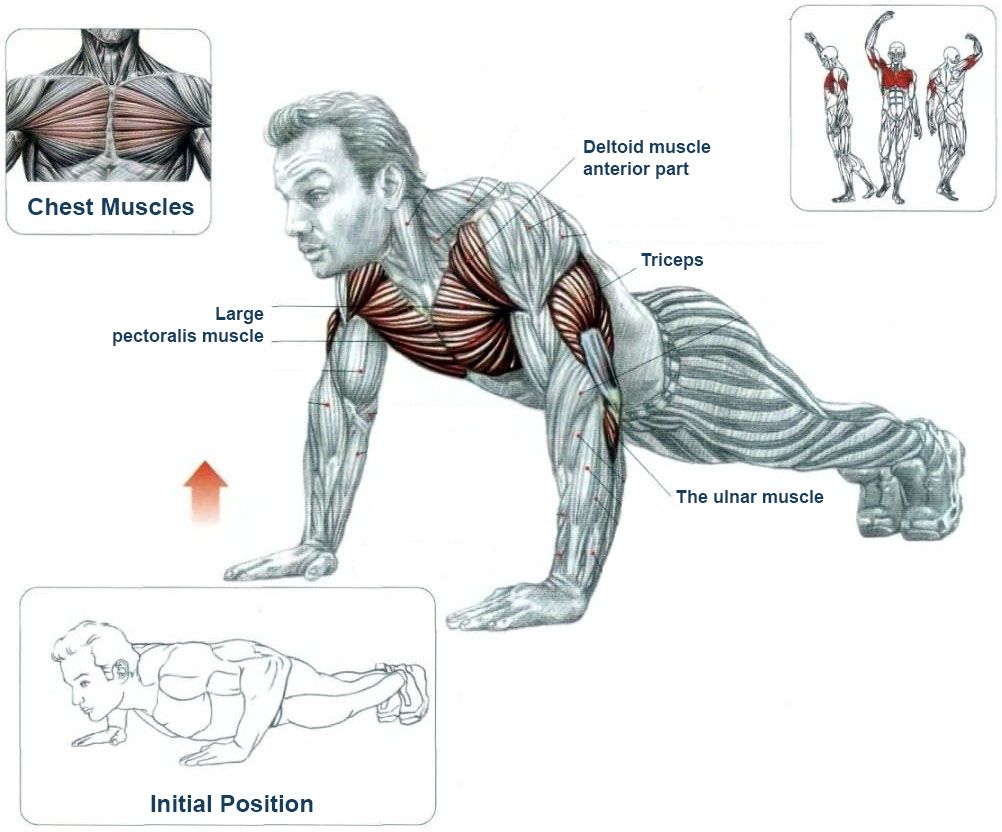 Chest Muscles
Deltoid muscle
anterior part
Triceps
Large
pectoralis muscle
The ulnar muscle
Initial Position